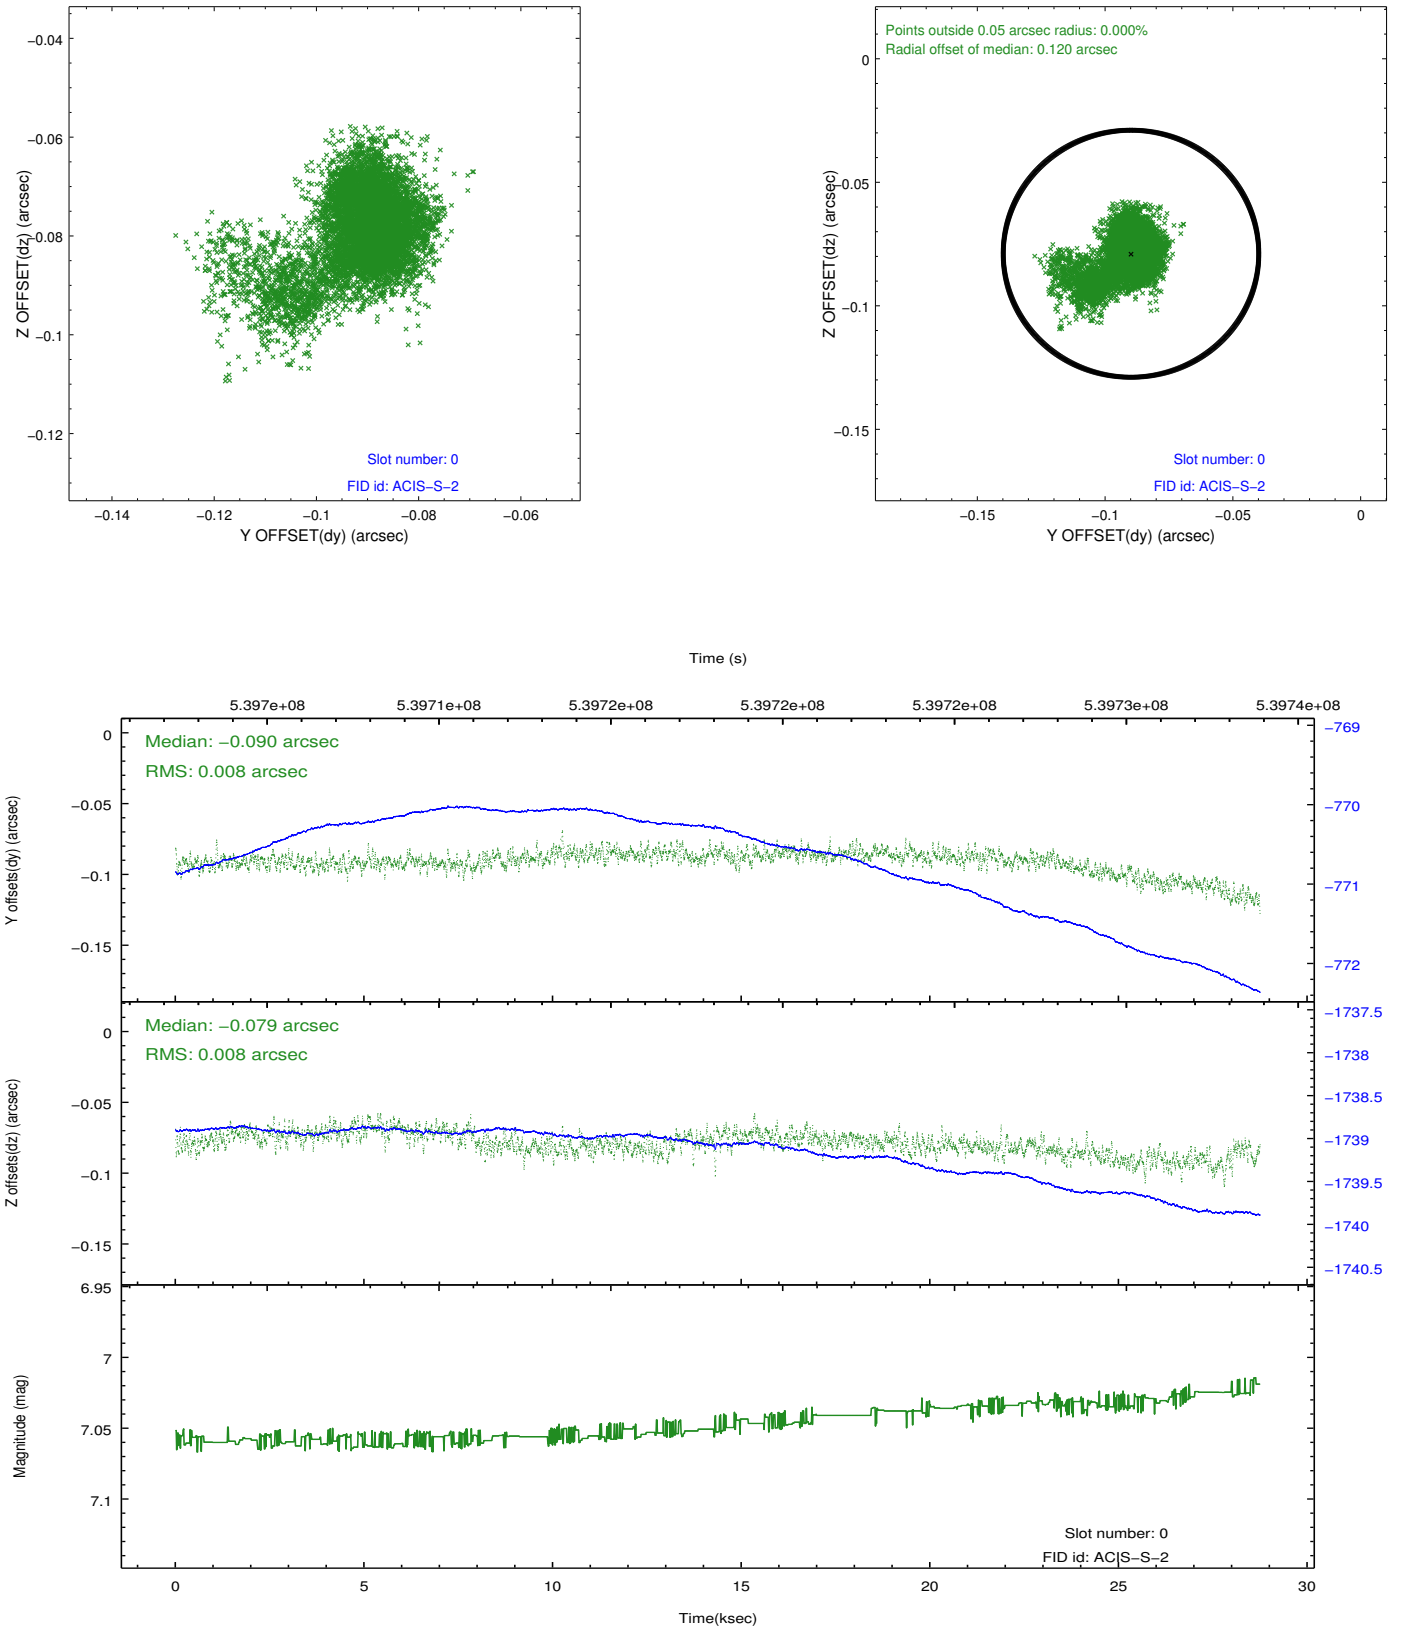 −0.04
−0.06
−0.08
−0.1
−0.12
Z OFFSET(dz) (arcsec)
Slot number: 0
FID id: ACIS−S−2
−0.14 −0.12 −0.1 −0.08 −0.06
Y OFFSET(dy) (arcsec)
Points outside 0.05 arcsec radius: 0.000%
Radial offset of median: 0.120 arcsec
0
−0.05
−0.1
−0.15
Z OFFSET(dz) (arcsec)
Slot number: 0
FID id: ACIS−S−2
−0.15 −0.1 −0.05 0
Y OFFSET(dy) (arcsec)
Time (s)
5.397e+08 5.3971e+08 5.3972e+08 5.3972e+08 5.3972e+08 5.3973e+08 5.3974e+08
Median: −0.090 arcsec
RMS: 0.008 arcsec
0
−0.05
−0.1
−0.15
Y offsets(dy) (arcsec)
−769
−770
−771
−772
Median: −0.079 arcsec
RMS: 0.008 arcsec
0
−0.05
−0.1
−0.15
Z offsets(dz) (arcsec)
−1737.5
−1738
−1738.5
−1739
−1739.5
−1740
−1740.5
6.95
7
7.05
7.1
Magnitude (mag)
Slot number: 0
FID id: ACIS−S−2
0 5 10 15 20 25 30
Time(ksec)